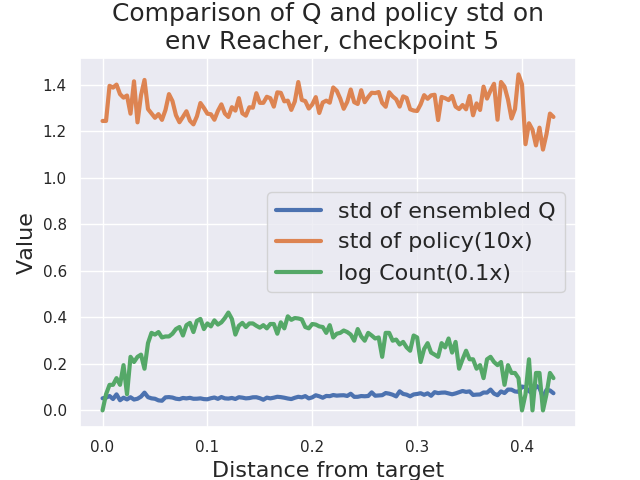 Comparison of Q and policy std on
env Reacher, checkpoint 5
Value
1.4
1.2
1.0
0.8
0.6
0.4
0.2
0.0
std of ensembled Q
std of policy(10x)
log Count(0.1x)
0.0 0.1 0.2 0.3 0.4
Distance from target